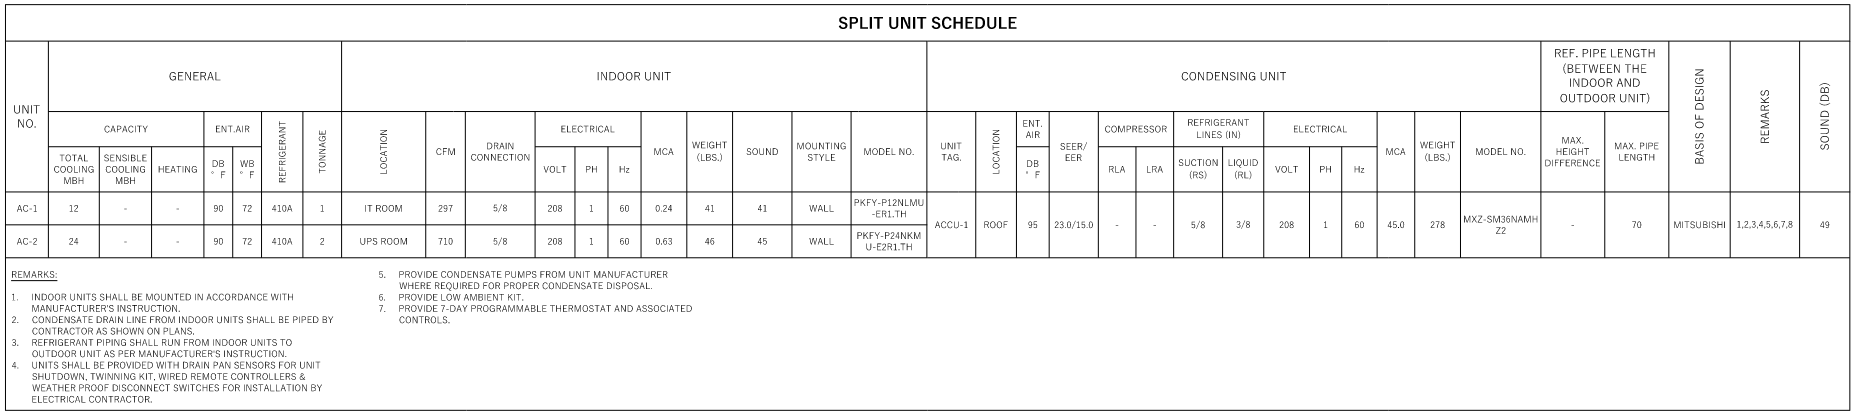 SPLIT UNIT SCHEDULE
UNIT
NO.
GENERAL
INDOOR UNIT
CONDENSING UNIT
REF. PIPE LENGTH
(BETWEEN THE
INDOOR AND
OUTDOOR UNIT)
BASIS OF DESIGN
REMARKS
SOUND (DB)
CAPACITY
ENT.AIR
REFRIGERANT
TONNAGE
LOCATION
CFM
DRAIN
CONNECTION
ELECTRICAL
MCA
WEIGHT
(LBS.)
SOUND
MOUNTING
STYLE
MODEL NO.
UNIT
TAG.
LOCATION
ENT.
AIR
SEER/
EER
COMPRESSOR
REFRIGERANT
LINES (IN)
ELECTRICAL
MCA
WEIGHT
(LBS.)
MODEL NO.
MAX.
HEIGHT
DIFFERENCE
MAX. PIPE
LENGTH
TOTAL
COOLING
MBH
SENSIBLE
COOLING
MBH
HEATING
DB
° F
WB
° F
VOLT
PH
Hz
DB
° F
RLA
LRA
SUCTION
(RS)
LIQUID
(RL)
VOLT
PH
Hz
AC-1 12 - - 90 72 410A 1 IT ROOM 297 5/8 208 1 60 0.24 41 41 WALL PKFY-P12NLMU
-ER1.TH
AC-2 24 - - 90 72 410A 2 UPS ROOM 710 5/8 208 1 60 0.63 46 45 WALL PKFY-P24NKM
U-E2R1.TH
ACCU-1 ROOF 95 23.0/15.0 - - 5/8 3/8 208 1 60 45.0 278 MXZ-SM36NAMH
Z2
- 70 MITSUBISHI 1,2,3,4,5,6,7,8 49
REMARKS:
1. INDOOR UNITS SHALL BE MOUNTED IN ACCORDANCE WITH
MANUFACTURER'S INSTRUCTION.
2. CONDENSATE DRAIN LINE FROM INDOOR UNITS SHALL BE PIPED BY
CONTRACTOR AS SHOWN ON PLANS.
3. REFRIGERANT PIPING SHALL RUN FROM INDOOR UNITS TO
OUTDOOR UNIT AS PER MANUFACTURER'S INSTRUCTION.
4. UNITS SHALL BE PROVIDED WITH DRAIN PAN SENSORS FOR UNIT
SHUTDOWN, TWINNING KIT, WIRED REMOTE CONTROLLERS &
WEATHER PROOF DISCONNECT SWITCHES FOR INSTALLATION BY
ELECTRICAL CONTRACTOR.
5. PROVIDE CONDENSATE PUMPS FROM UNIT MANUFACTURER
WHERE REQUIRED FOR PROPER CONDENSATE DISPOSAL.
6. PROVIDE LOW AMBIENT KIT.
7. PROVIDE 7-DAY PROGRAMMABLE THERMOSTAT AND ASSOCIATED
CONTROLS.